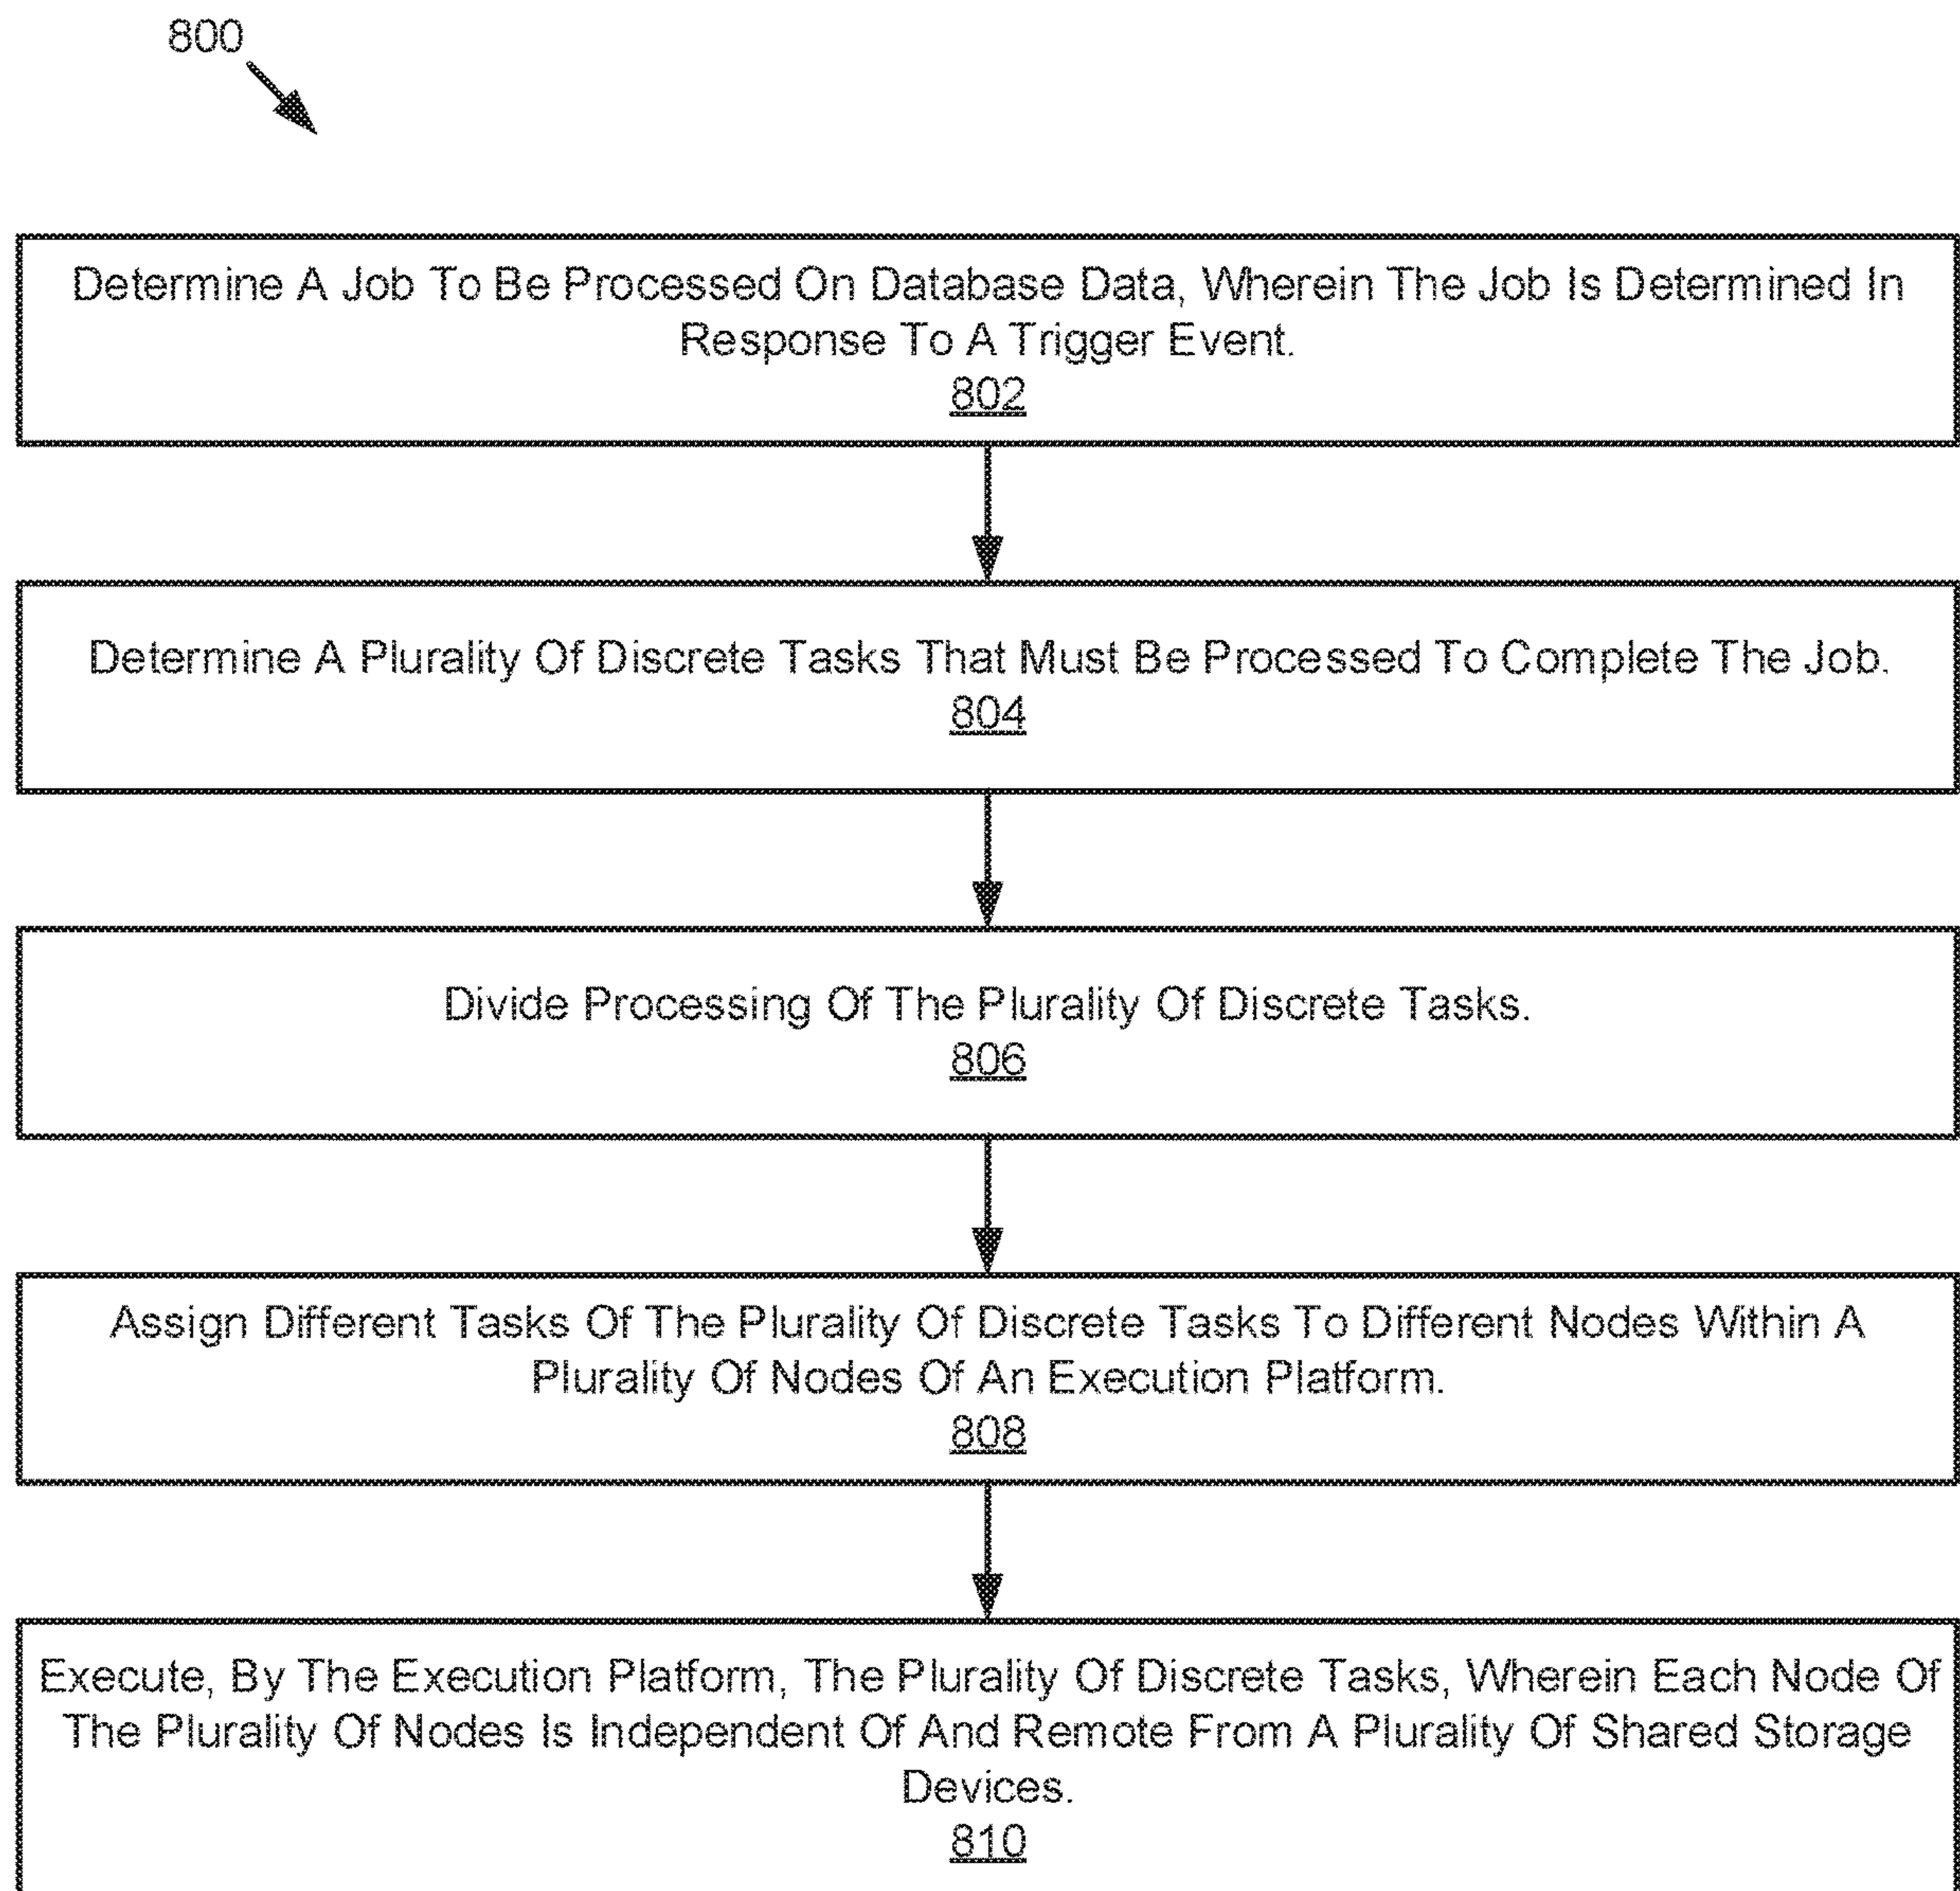 800
Determine A Job To Be Processed On Database Data, Wherein The Job Is Determined In
Response To A Trigger Event.
802
Determine A Plurality Of Discrete Tasks That Must Be Processed To Complete The Job.
804
Divide Processing Of The Plurality Of Discrete Tasks.
806
Assign Different Tasks Of The Plurality Of Discrete Tasks To Different Nodes Within A
Plurality Of Nodes Of An Execution Platform.
808
Execute, By The Execution Platform, The Plurality Of Discrete Tasks, Wherein Each Node Of
The Plurality Of Nodes Is Independent Of And Remote From A Plurality Of Shared Storage
Devices.
810